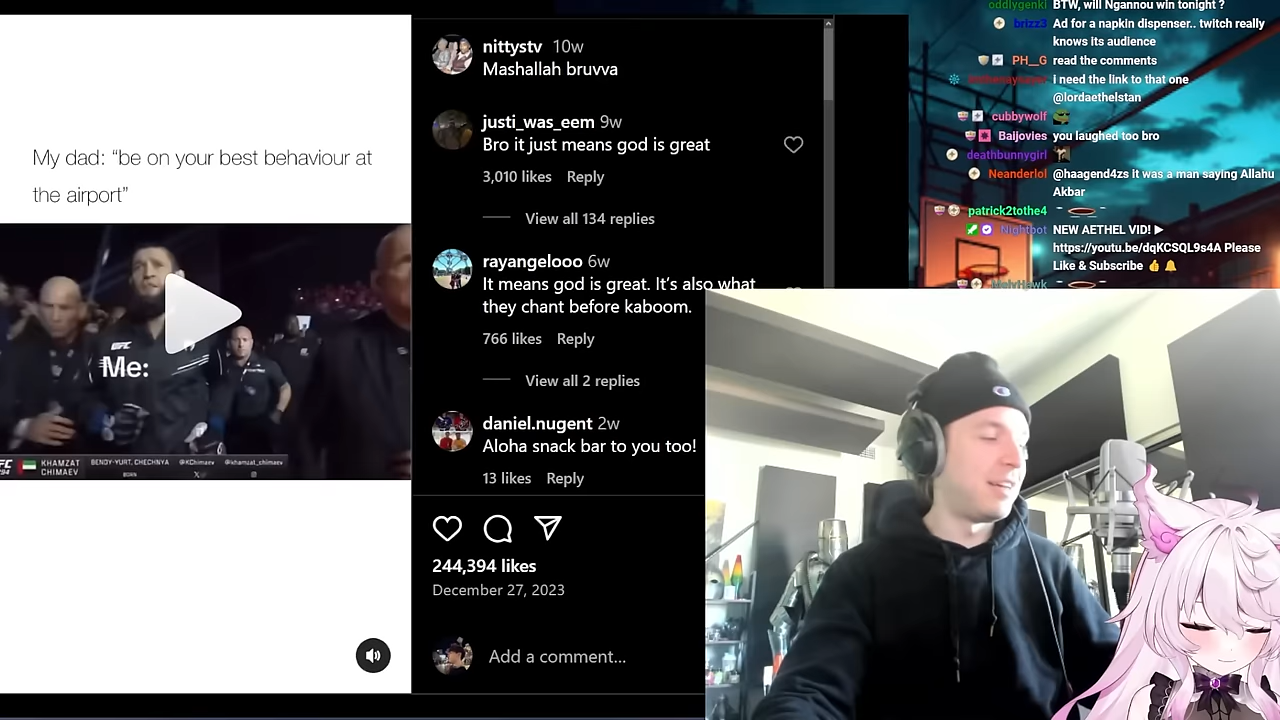 My dad: “be on your best behaviour at
the airport”
Me:
KHAMZAT
CHIMAEV
BENDY-YURT, CHECHNYA
@KChimaev
@khamzat_chimaev
nittystv 10w
Mashallah bruvva
justi_was_eem 9w
Bro it just means god is great
3,010 likes Reply
View all 134 replies
rayangelooo 6w
It means god is great. It’s also what
they chant before kaboom.
766 likes Reply
View all 2 replies
daniel.nugent 2w
Aloha snack bar to you too!
13 likes Reply
244,394 likes
December 27, 2023
Add a comment...
oddlygenki BTW, will Ngannou win tonight ?
brizz3 Ad for a napkin dispenser.. twitch really
knows its audience
PH__G read the comments
i need the link to that one
@lordaethelstan
cubbywolf
Baijovies you laughed too bro
deathbunnygirl
Neanderlol @haagend4zs it was a man saying Allahu
Akbar
patrick2tothe4
Nightbot NEW AETHEL VID! ▶
https://youtu.be/dqKCSQL9s4A Please
Like & Subscribe 👍 🔔